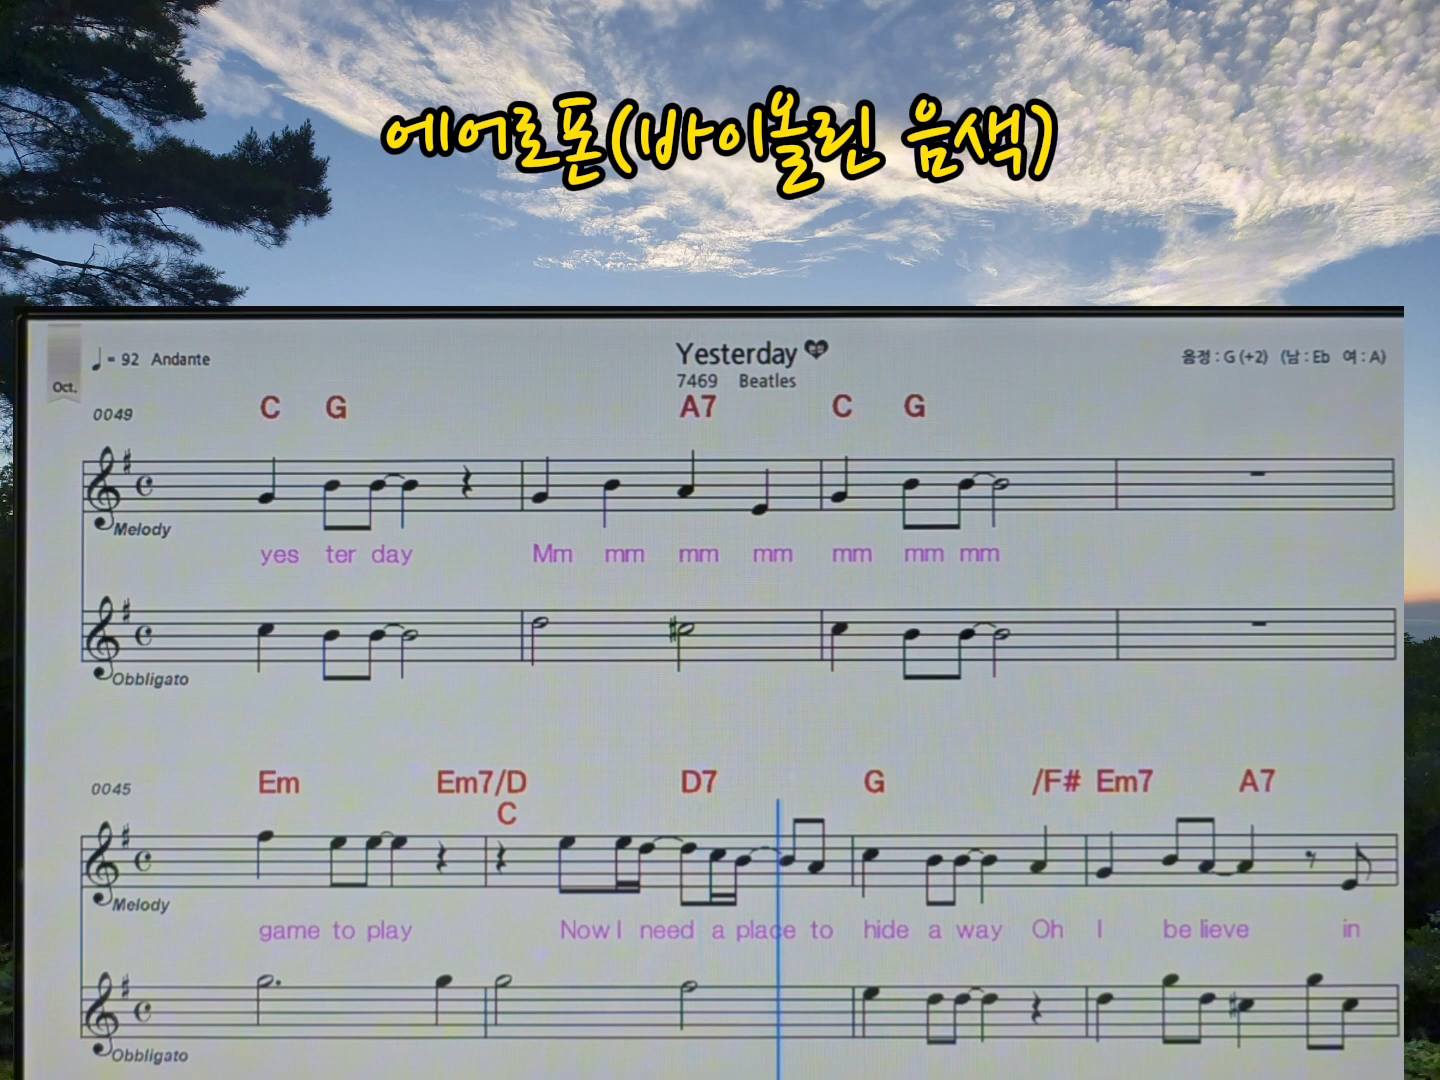 에어로폰(바이올린 음색)
♩= 92 Andante
Yesterday
음정 : G (+2) (남 : Eb 여 : A)
Oct.
7469 Beatles
0049
C G A7 C G
Melody
yes ter day Mm mm mm mm mm mm mm
Obbligato
0045
Em Em7/D D7 G /F# Em7 A7
C
Melody
game to play Now I need a place to hide a way Oh I be lieve in
Obbligato